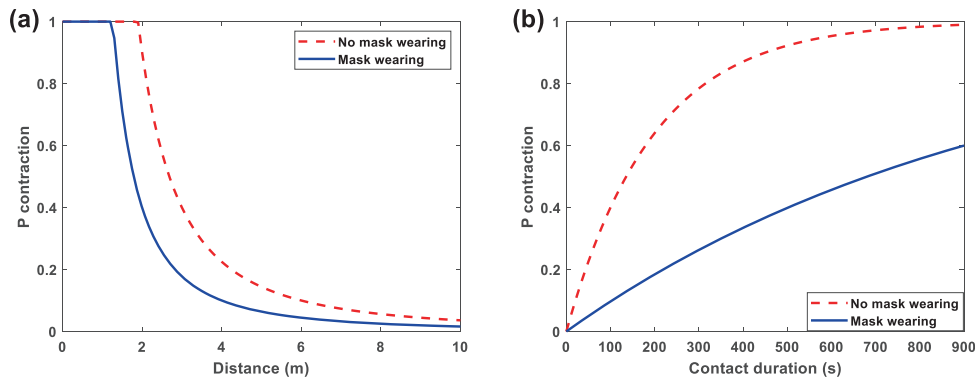 (a)
P contraction
1
0.8
0.6
0.4
0.2
0
0 2 4 6 8 10
Distance (m)
No mask wearing
Mask wearing
(b)
P contraction
1
0.8
0.6
0.4
0.2
0
0 100 200 300 400 500 600 700 800 900
Contact duration (s)
No mask wearing
Mask wearing